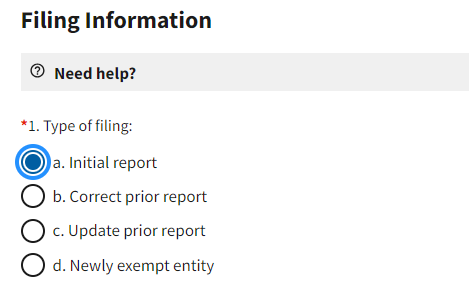 Filing Information
Need help?
*1. Type of filing:
a. Initial report
b. Correct prior report
c. Update prior report
d. Newly exempt entity